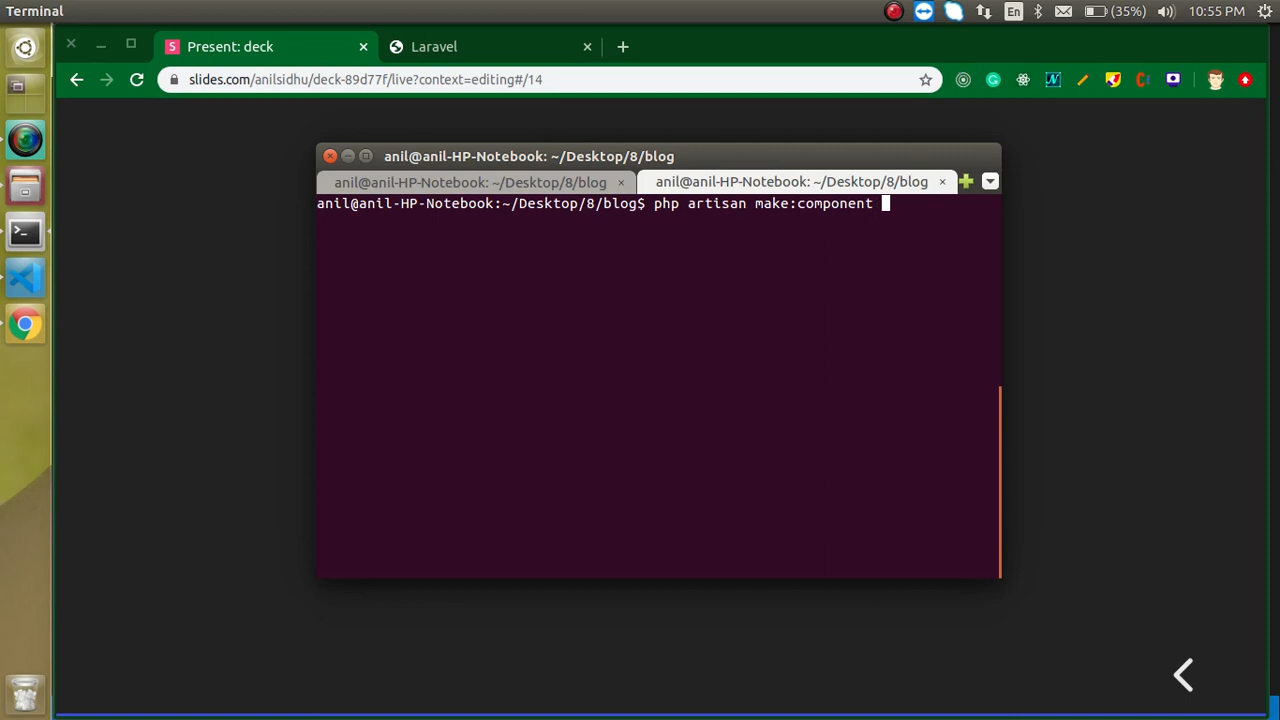 Terminal
En
(35%)
10:55 PM
S Present: deck
Laravel
slides.com/anilsidhu/deck-89d77f/live?context=editing#/14
anil@anil-HP-Notebook: ~/Desktop/8/blog
anil@anil-HP-Notebook: ~/Desktop/8/blog
anil@anil-HP-Notebook: ~/Desktop/8/blog
anil@anil-HP-Notebook:~/Desktop/8/blog$ php artisan make:component